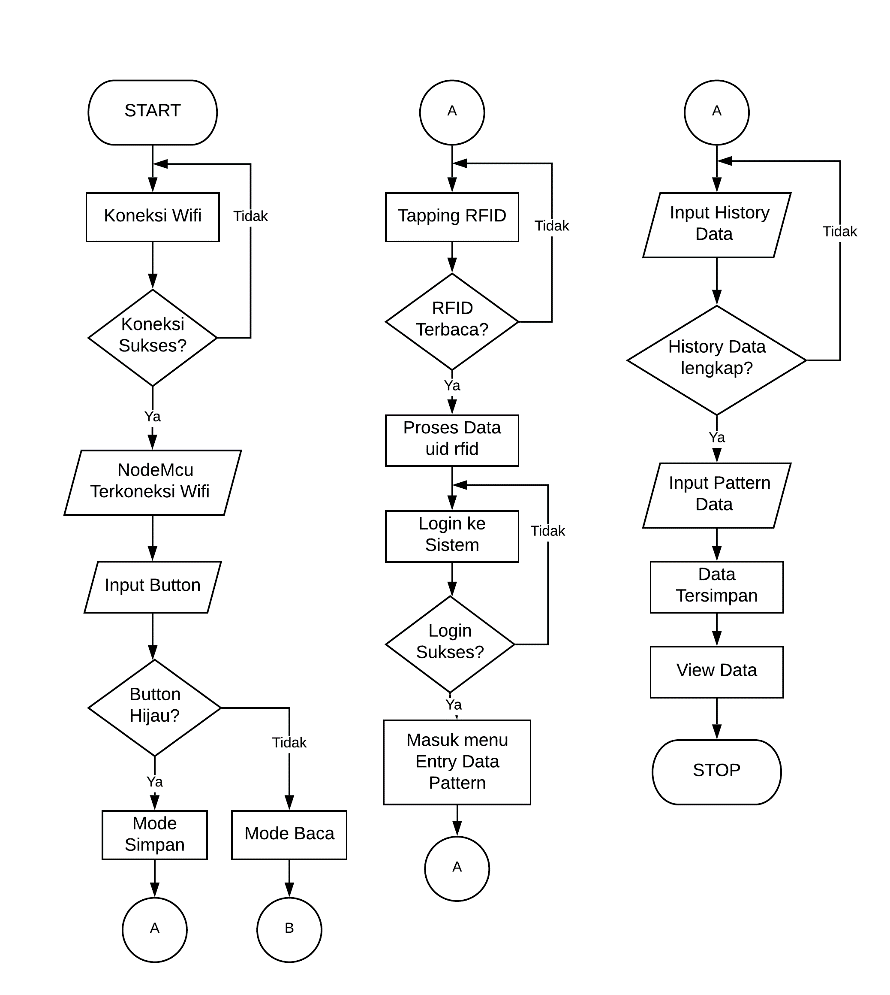 START
Koneksi Wifi
Tidak
Koneksi
Sukses?
Ya
NodeMcu
Terkoneksi Wifi
Input Button
Button
Hijau?
Tidak
Ya
Mode
Simpan
Mode Baca
A
B
A
Tapping RFID
Tidak
RFID
Terbaca?
Ya
Proses Data
uid rfid
Login ke
Sistem
Tidak
Login
Sukses?
Ya
Masuk menu
Entry Data
Pattern
A
A
Input History
Data
Tidak
History Data
lengkap?
Ya
Input Pattern
Data
Data
Tersimpan
View Data
STOP